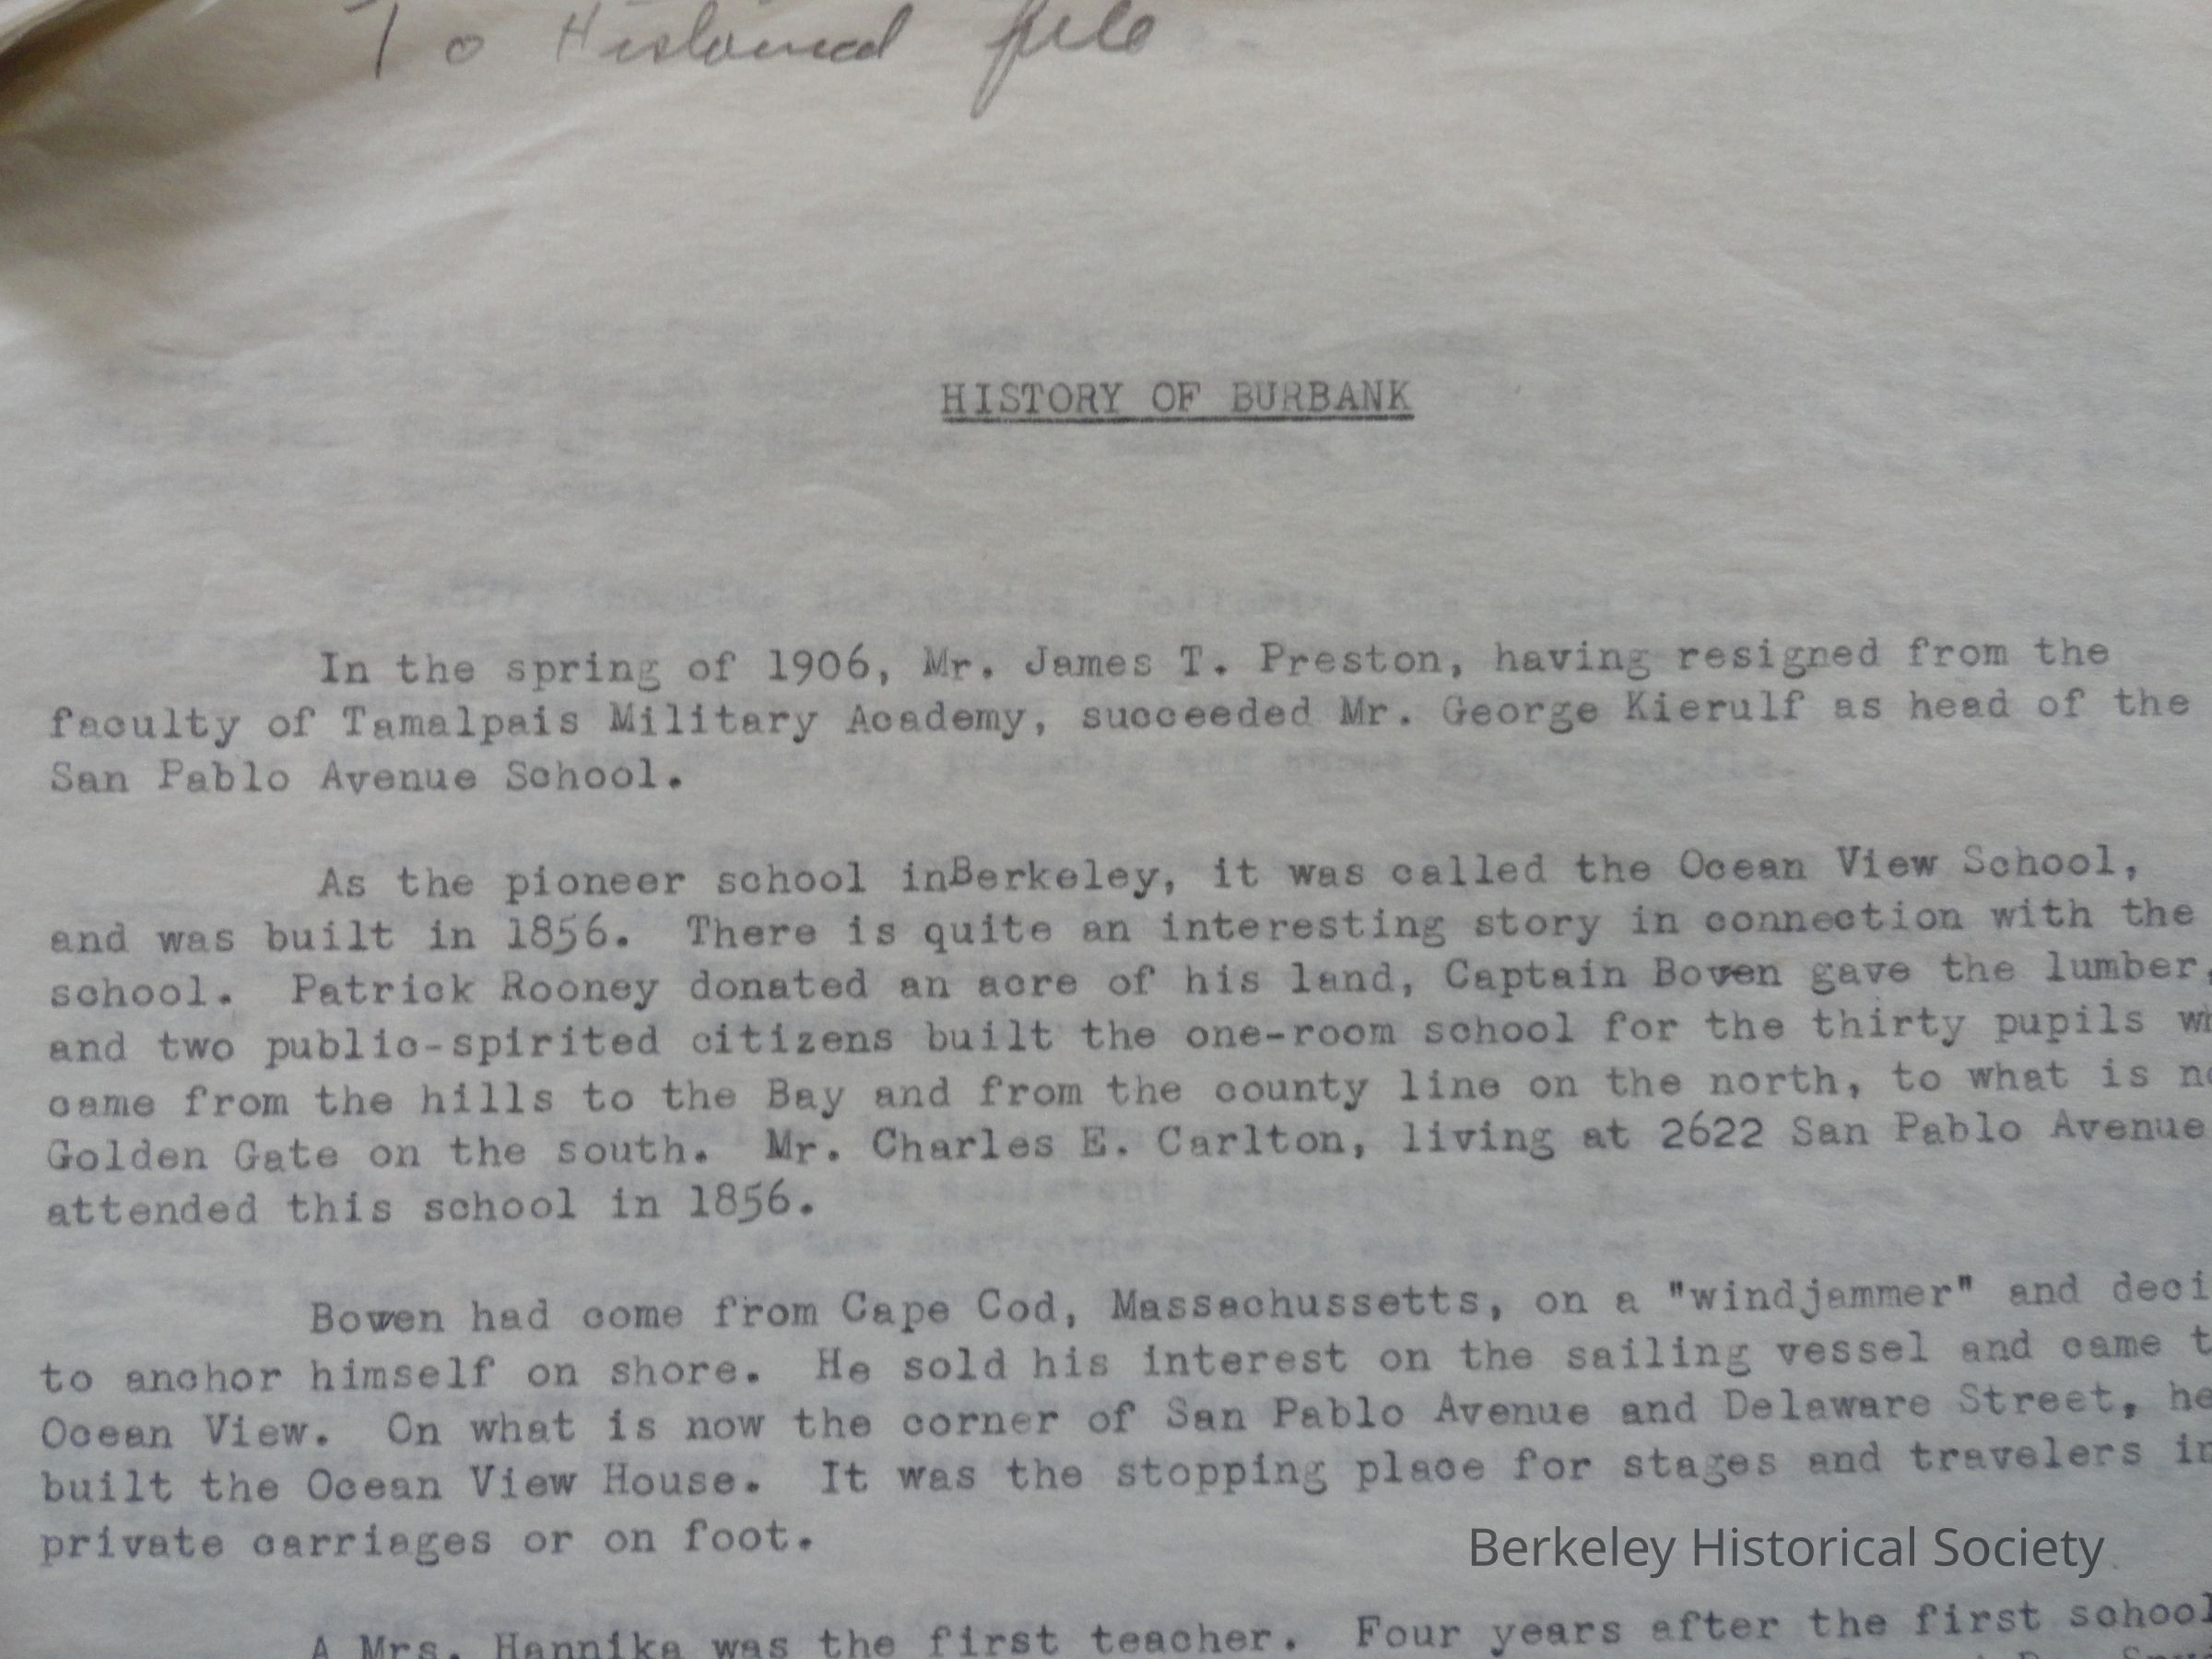 To Historical file
HISTORY OF BURBANK
In the spring of 1906, Mr. James T. Preston, having resigned from the
faculty of Tamalpais Military Academy, succeeded Mr. George Kierulf as head of the
San Pablo Avenue School.
As the pioneer school inBerkeley, it was called the Ocean View School,
and was built in 1856. There is quite an interesting story in connection with the
school. Patrick Rooney donated an acre of his land, Captain Bowen gave the lumber,
and two public-spirited citizens built the one-room school for the thirty pupils
came from the hills to the Bay and from the county line on the north, to what is
Golden Gate on the south. Mr. Charles E. Carlton, living at 2622 San Pablo Avenue
attended this school in 1856.
Bowen had come from Cape Cod, Massachussetts, on a "windjammer" and deci
to anchor himself on shore. He sold his interest on the sailing vessel and came t
Ocean View. On what is now the corner of San Pablo Avenue and Delaware Street, he
built the Ocean View House. It was the stopping place for stages and travelers in
private carriages or on foot.
Berkeley Historical Society
A Mrs. Hannika was the first teacher. Four years after the first school